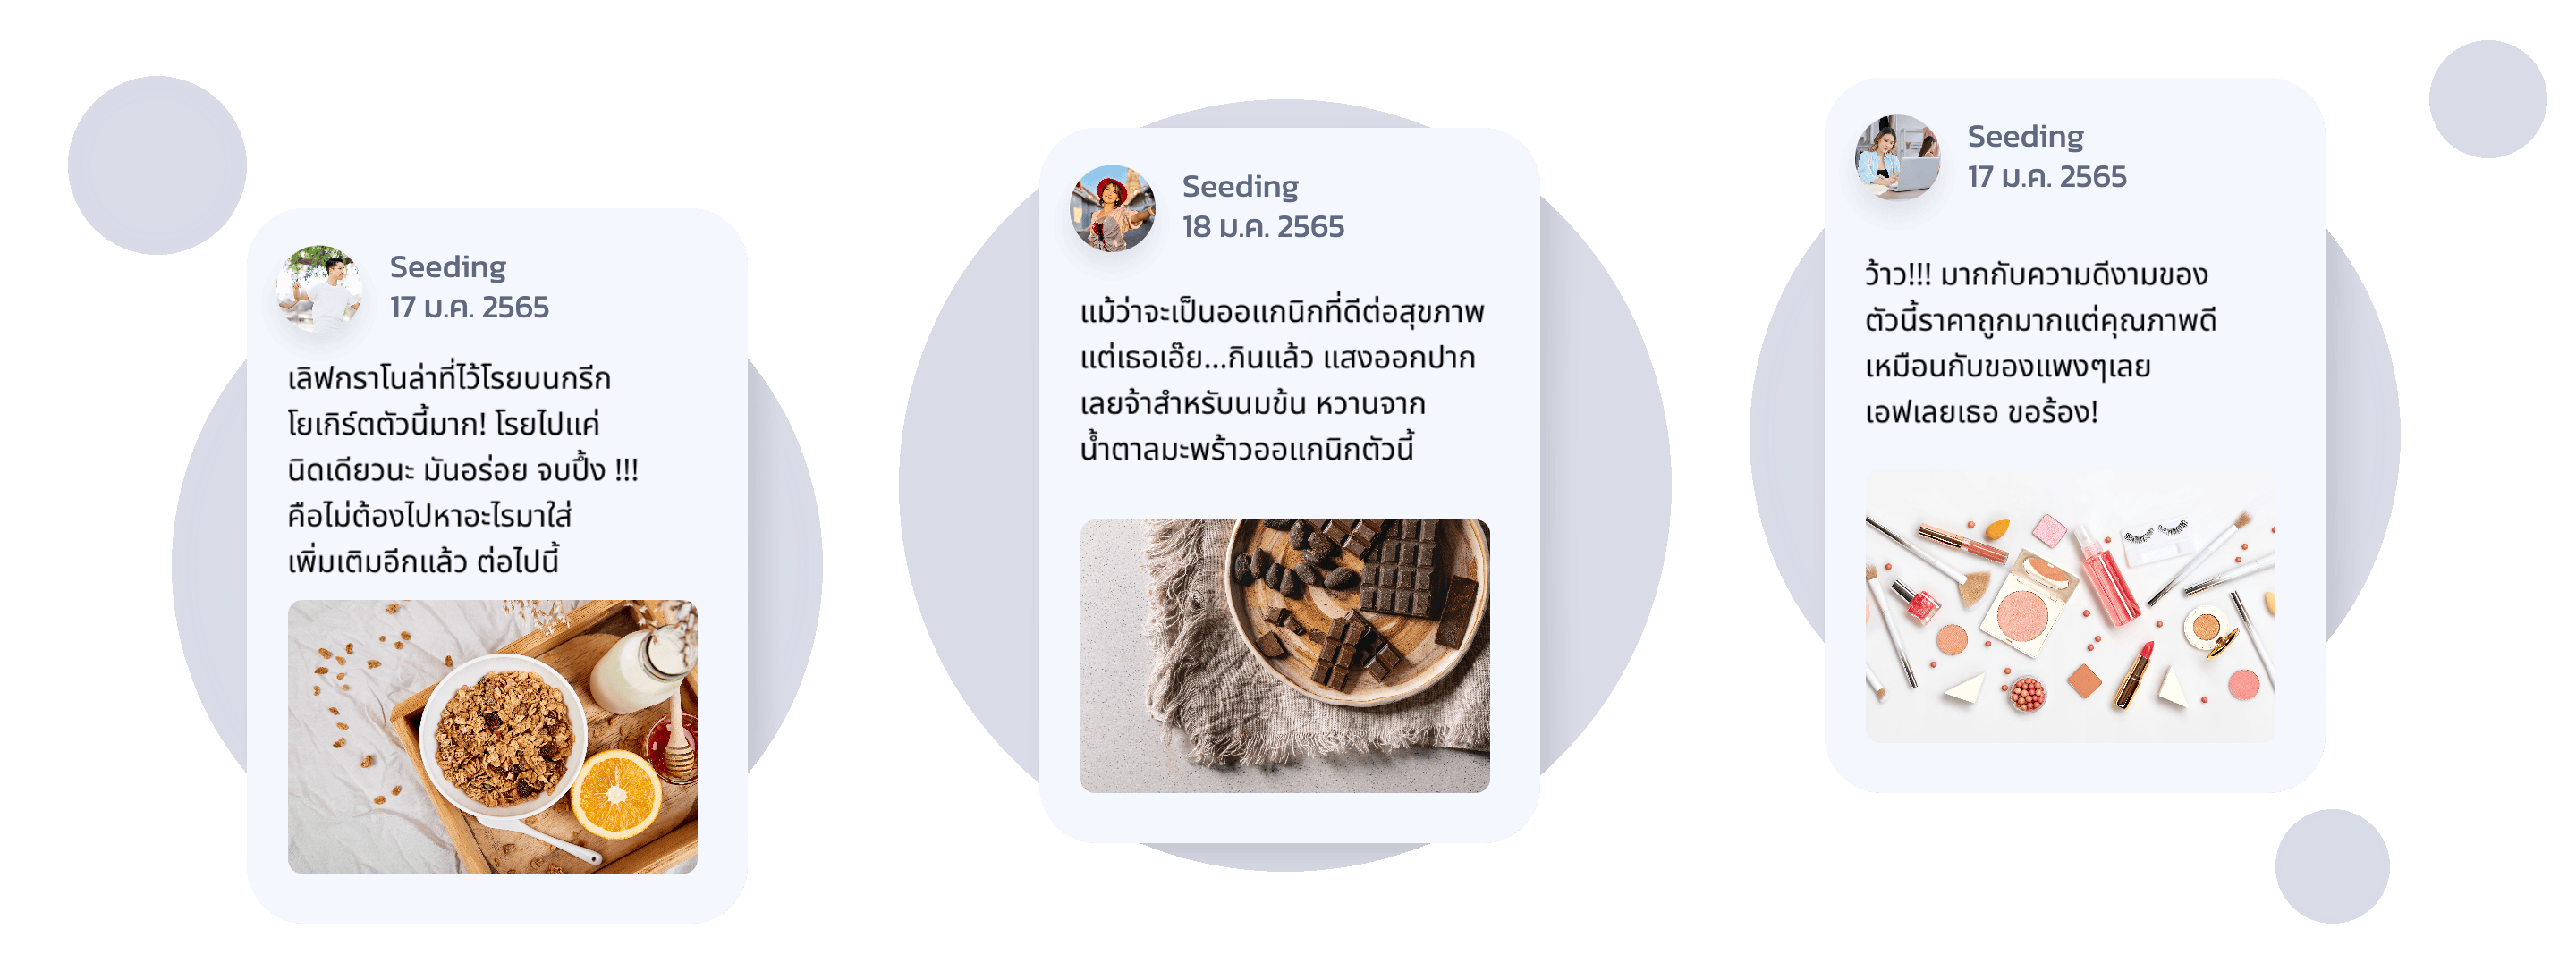 Seeding
17 ม.ค. 2565
เลิฟกราโนล่าที่ไว้โรยบนกรีก
โยเกิร์ตตัวนี้มาก! โรยไปแค่
นิดเดียวนะ มันอร่อย จบปึ้ง !!!
คือไม่ต้องไปหาอะไรมาใส่
เพิ่มเติมอีกแล้ว ต่อไปนี้
Seeding
18 ม.ค. 2565
แม้ว่าจะเป็นออแกนิกที่ดีต่อสุขภาพ
แต่เธอเอ๊ย...กินแล้ว แสงออกปาก
เลยจ้าสำหรับนมข้น หวานจาก
น้ำตาลมะพร้าวออแกนิกตัวนี้
Seeding
17 ม.ค. 2565
ว้าว!!! มากกับความดีงามของ
ตัวนี้ราคาถูกมากแต่คุณภาพดี
เหมือนกับของแพงๆเลย
เอฟเลยเธอ ขอร้อง!